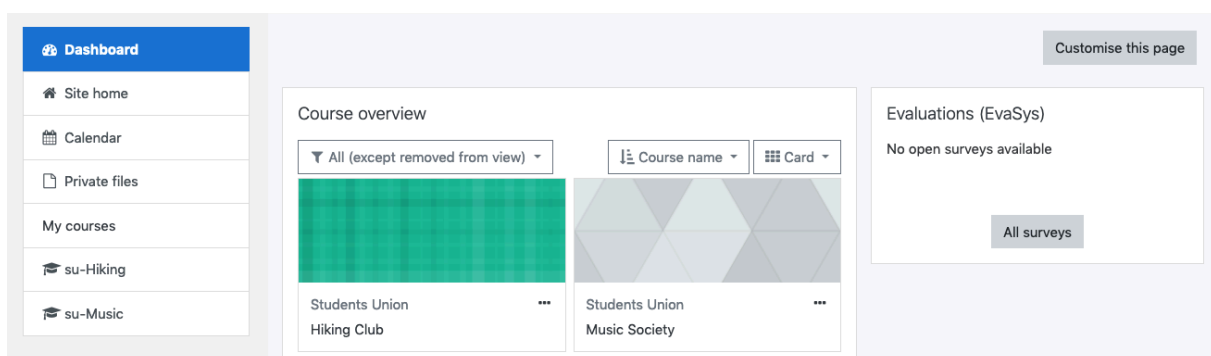 Dashboard
Site home
Calendar
Private files
My courses
su-Hiking
su-Music
Customise this page
Course overview
All (except removed from view)
Course name
Card
Students Union
Hiking Club
Students Union
Music Society
Evaluations (EvaSys)
No open surveys available
All surveys